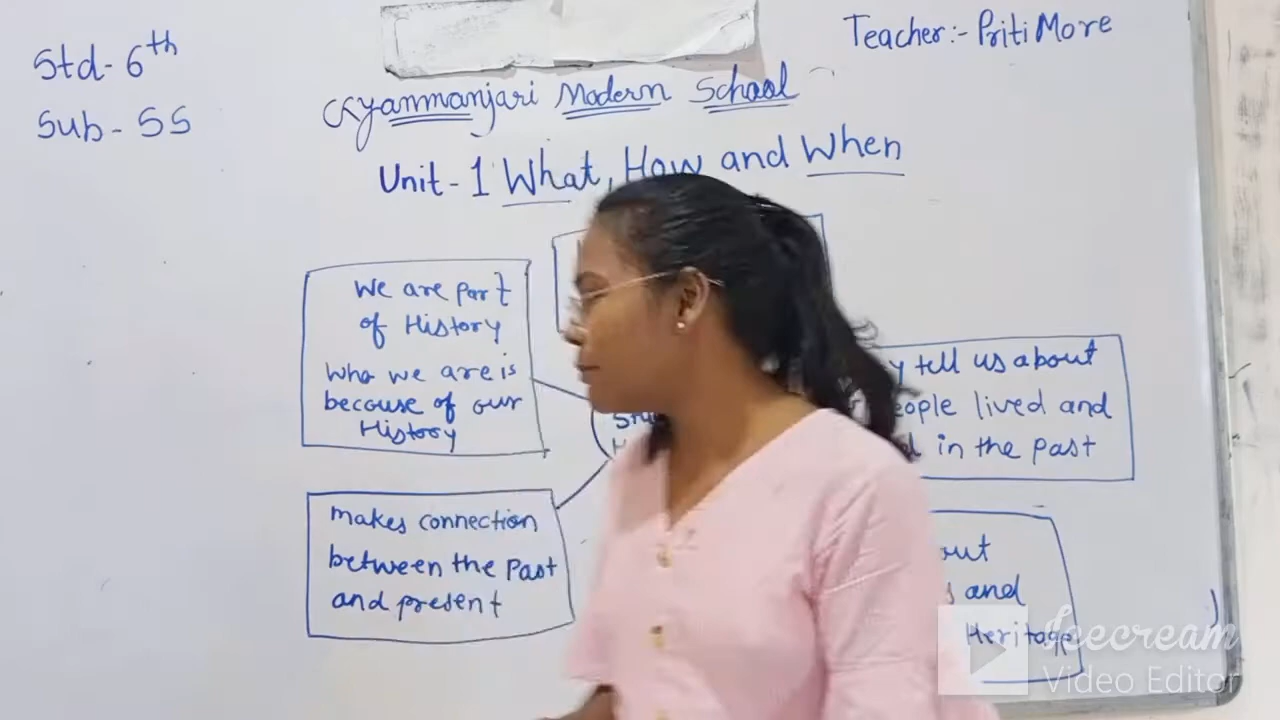 Std- 6th
Sub- SS
Teacher:- Priti More
Gyanmanjari Modern School
Unit- 1 What, How and When
We are part
of History
Who we are is
becouse of our
History
makes connection
between the Past
and present
tell us about
lived and
in the past
and
Heritage
Icecream
Video Editor